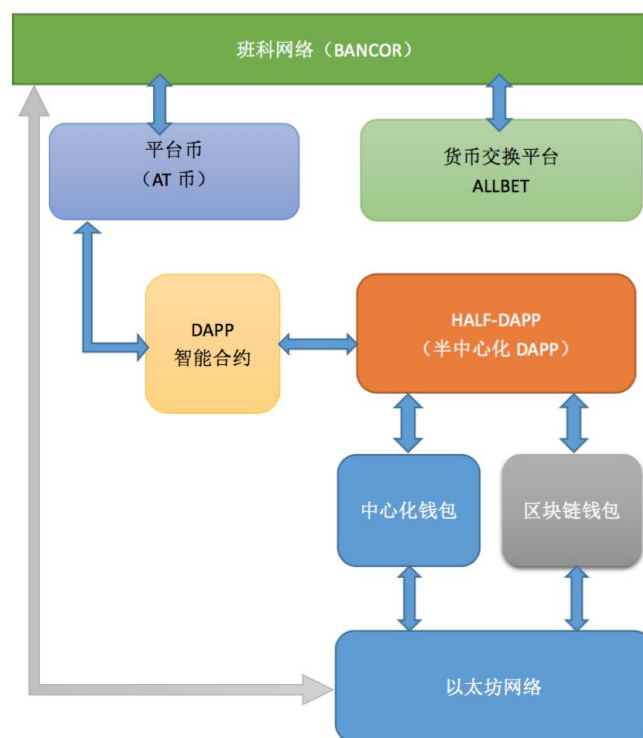 班科网络（BANCOR）
平台币
（AT 币）
货币交换平台
ALLBET
DAPP
智能合约
HALF-DAPP
（半中心化 DAPP）
中心化钱包
区块链钱包
以太坊网络